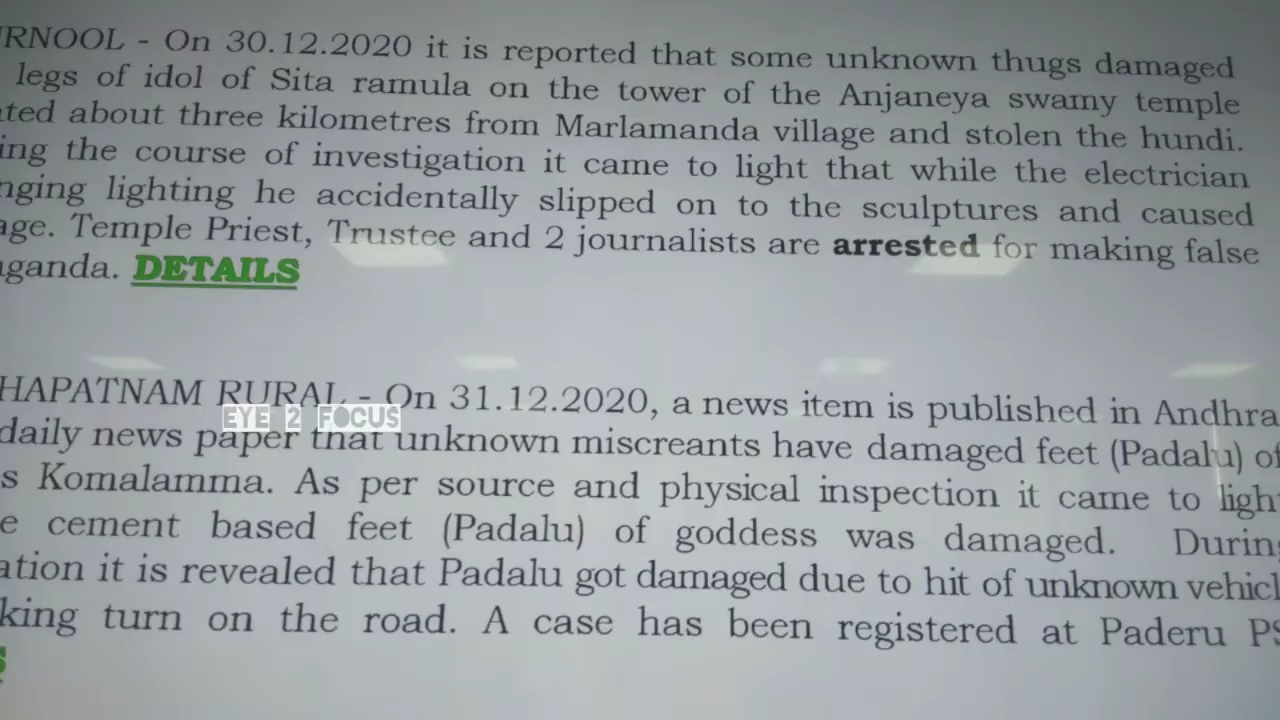 RNOOL - On 30.12.2020 it is reported that some unknown thugs damaged
legs of idol of Sita ramula on the tower of the Anjaneya swamy temple
ted about three kilometres from Marlamanda village and stolen the hundi.
ing the course of investigation it came to light that while the electrician
nging lighting he accidentally slipped on to the sculptures and caused
age. Temple Priest, Trustee and 2 journalists are arrested for making false
ganda. DETAILS
HAPATNAM RURAL - On 31.12.2020, a news item is published in Andhra
EYE 2 FOCUS
daily news paper that unknown miscreants have damaged feet (Padalu) of
s Komalamma. As per source and physical inspection it came to light
e cement based feet (Padalu) of goddess was damaged. During
ation it is revealed that Padalu got damaged due to hit of unknown vehicl
king turn on the road. A case has been registered at Paderu PS